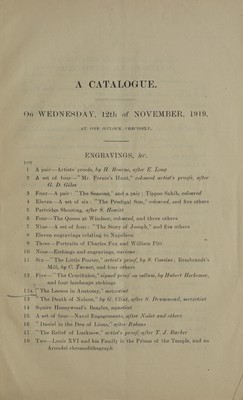 A CATALOGUE.
On WEDNESDAY, 12th of NOVEMBER, 1919,
AT ONE O'CLOCK PRECISELY.
ENGRAVINGS, &c.
LOT
1 A pair—Artists' proofs, by H. Broune, after E. Long
2 A set of four—"Mr. Fornie's Hunt," coloured artist's proofs, after
G. D. Giles
3 Four—A pair: "The Seasons," and a pair: Tippoo Sahib, coloured
4 Eleven—A set of six: "The Prodigal Son," coloured, and five others
5 Partridge Shooting, after S. Howitt
6 Four—The Queen at Windsor, coloured, and three others
7 Nine—A set of four: "The Story of Joseph," and five others
8 Eleven engravings relating to Napoleon
9 Three—Portraits of Charles Fox and William Pitt
10 Nine—Etchings and engravings, various
11 Six—"The Little Foxes," artist's proof, by S. Cousins; Rembrandt's
Mill, by C. Turner, and four others
12 Five—"The Constitution," signed proof on vellum, by Hubert Herkomer,
and four landscape etchings
12A "The Lesson in Anatomy," mezzotint
13 "The Death of Nelson," by G. Clint, after S. Drummond, mezzotint
14 Square Honeywood's Beagles, mezzotint
15 A set of four—Naval Engagements, after Nolet and others
16 "Daniel in the Den of Lions," after Rubens
17 "The Relief of Lucknow," artist's proof, after T. J. Barker
18 Two—Louis XVI and his Family in the Prison of the Temple, and an
Arundel chromolithograph